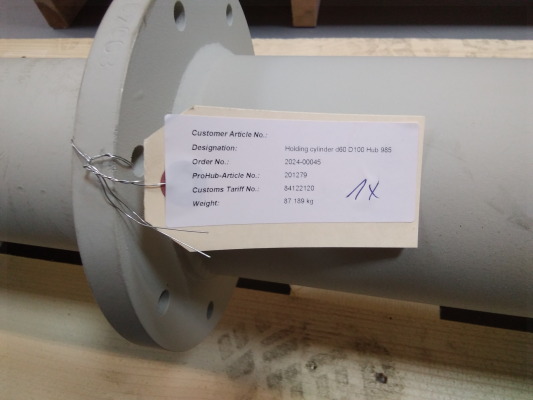 Customer Article No.:
Designation: Holding cylinder d60 D100 Hub 985
Order No.: 2024-00045
ProHub-Article No.: 201279
Customs Tariff No.: 84122120
Weight: 87.189 kg
1x